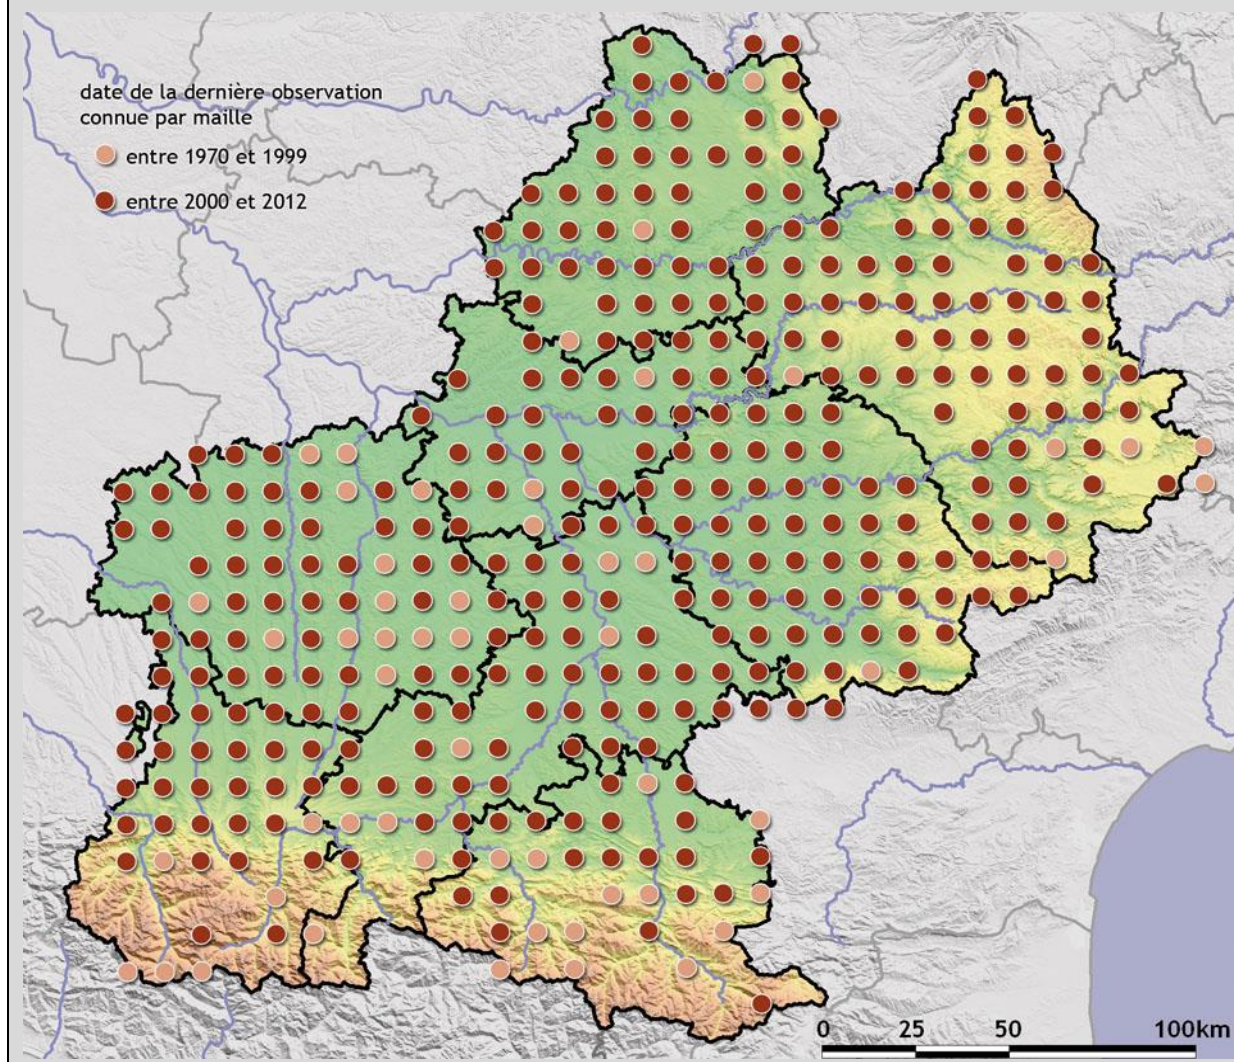 date de la dernière observation
connue par maille
entre 1970 et 1999
entre 2000 et 2012
0 25 50 100km